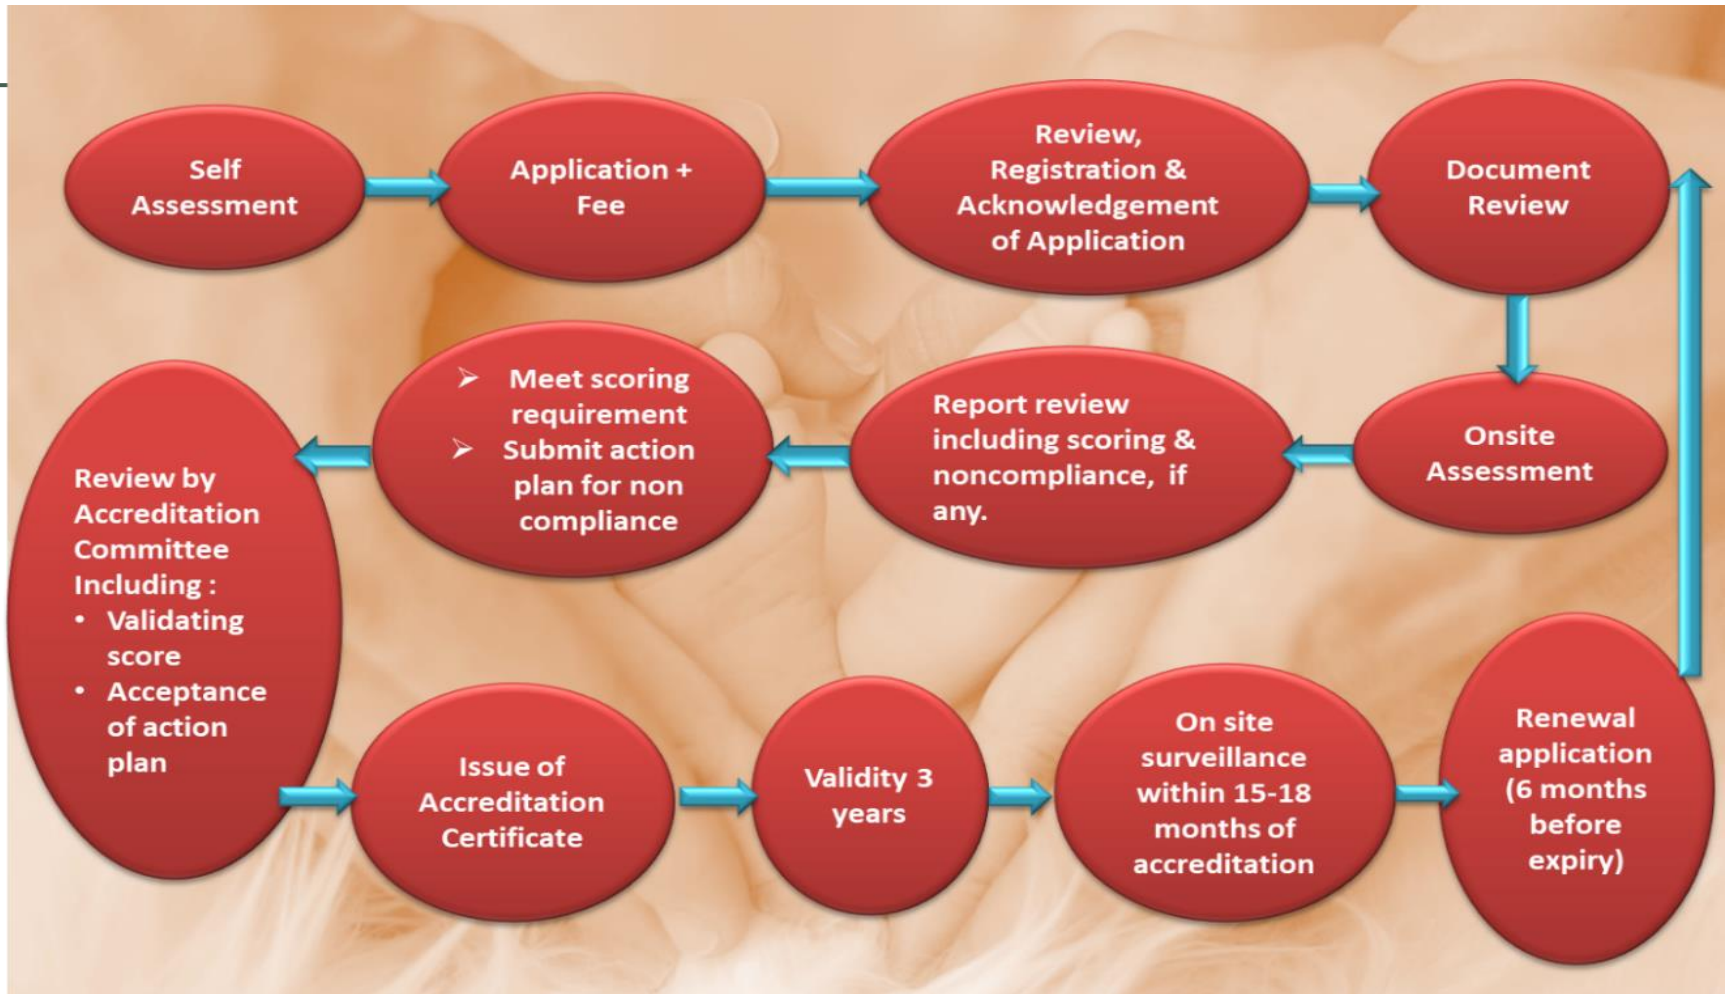 Self
Assessment
Application +
Fee
Review,
Registration &
Acknowledgement
of Application
Document
Review
Onsite
Assessment
Report review
including scoring &
noncompliance, if
any.
➢ Meet scoring
requirement
➢ Submit action
plan for non
compliance
Review by
Accreditation
Committee
Including :
• Validating
score
• Acceptance
of action
plan
Issue of
Accreditation
Certificate
Validity 3
years
On site
surveillance
within 15-18
months of
accreditation
Renewal
application
(6 months
before
expiry)